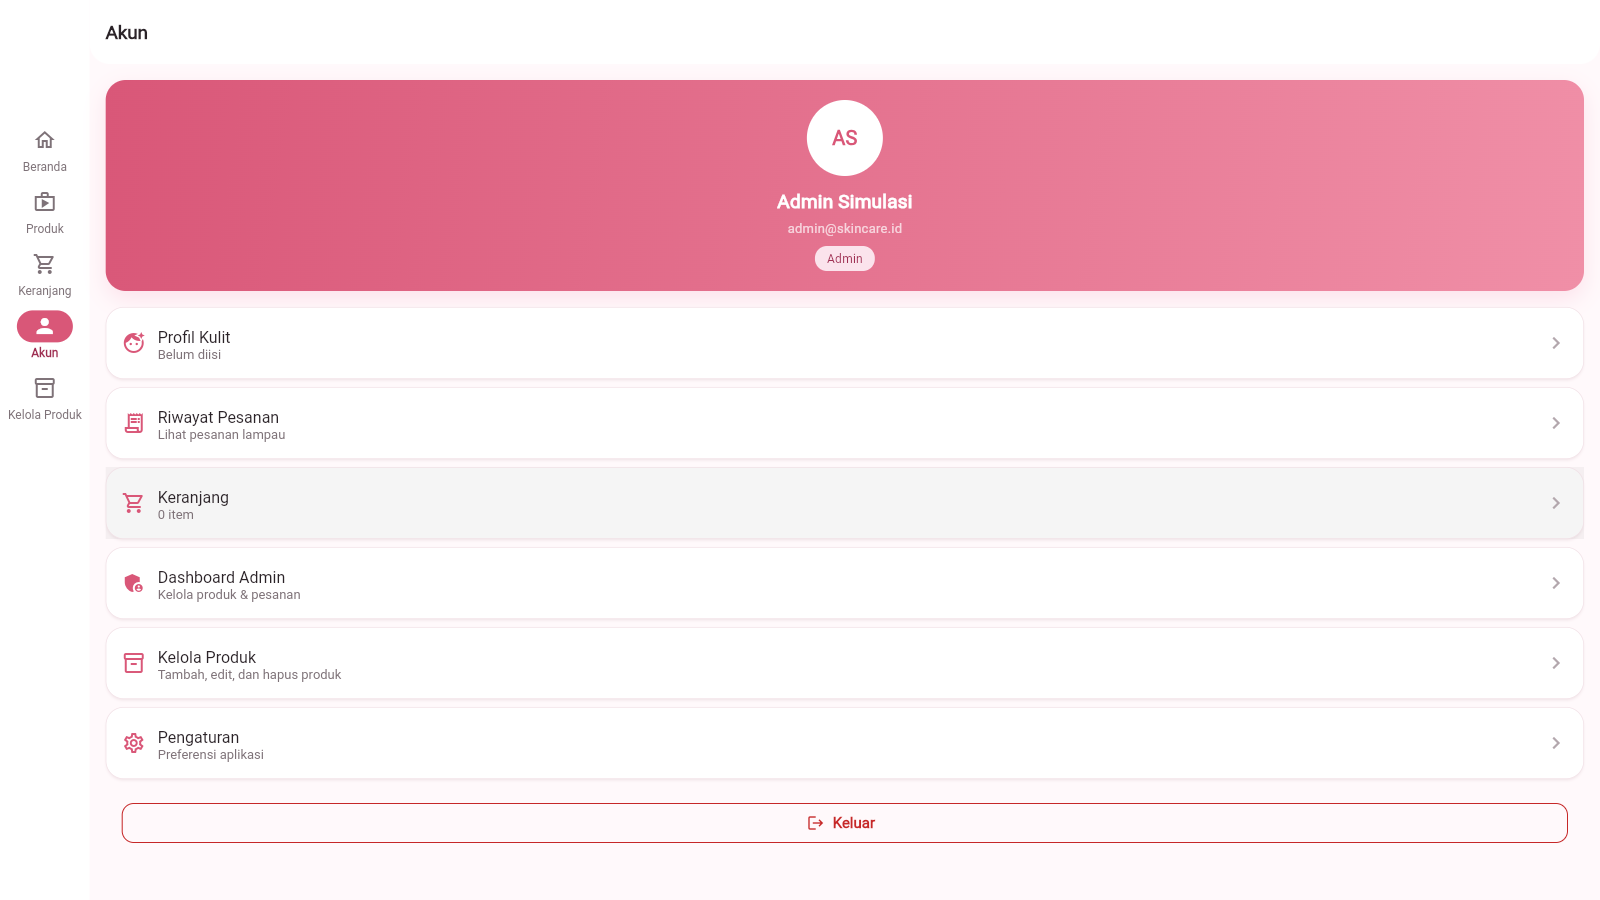 Akun
Beranda
Produk
Keranjang
Akun
Kelola Produk
AS
Admin Simulasi
admin@skincare.id
Admin
Profil Kulit
Belum diisi
Riwayat Pesanan
Lihat pesanan lampau
Keranjang
0 item
Dashboard Admin
Kelola produk & pesanan
Kelola Produk
Tambah, edit, dan hapus produk
Pengaturan
Preferensi aplikasi
Keluar